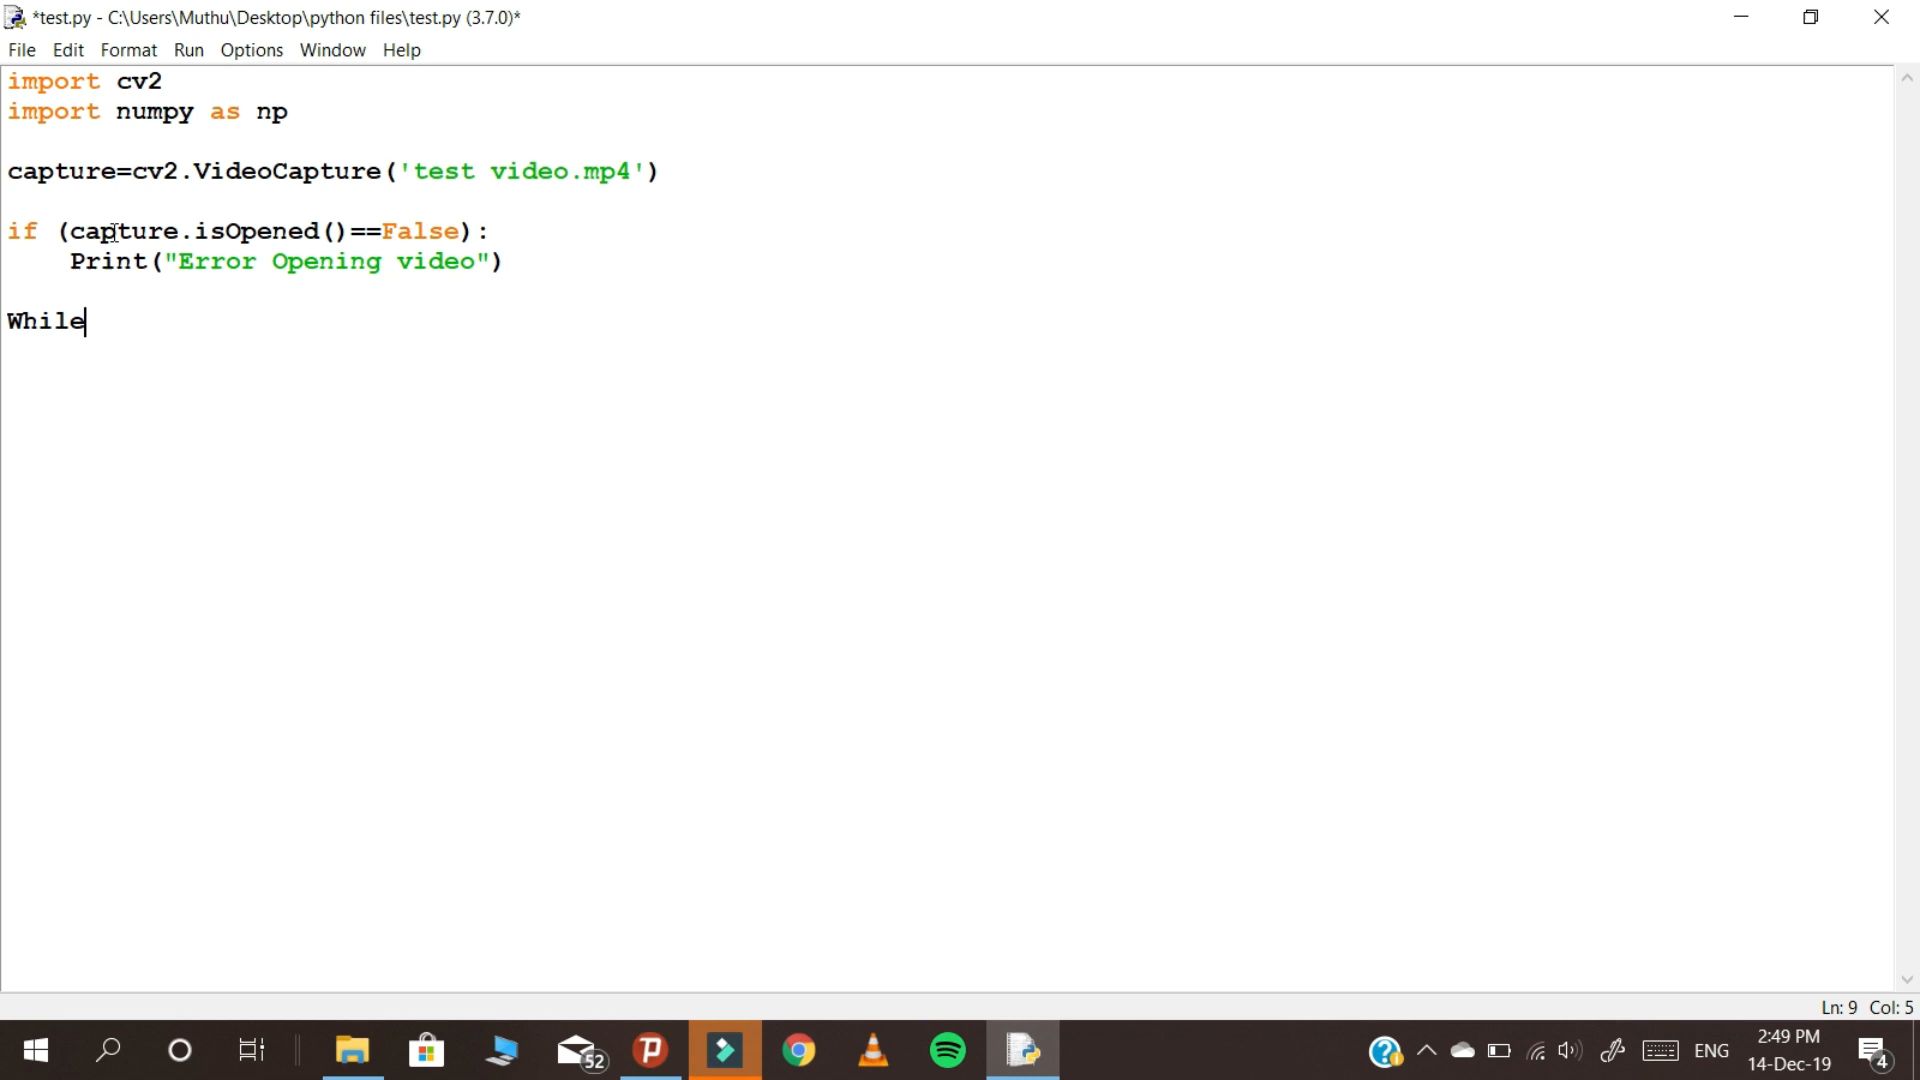 *test.py - C:\Users\Muthu\Desktop\python files\test.py (3.7.0)*
File Edit Format Run Options Window Help
import cv2
import numpy as np
capture=cv2.VideoCapture('test video.mp4')
if (capture.isOpened()==False):
    Print("Error Opening video")
While
Ln: 9 Col: 5
52
ENG
2:49 PM
14-Dec-19
4